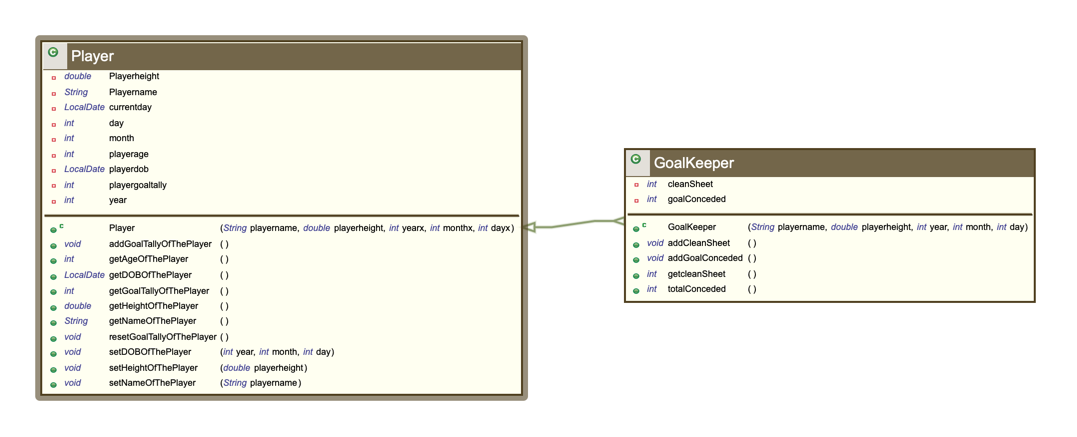 C Player
double Playerheight
String Playername
LocalDate currentday
int day
int month
int playerage
LocalDate playerdob
int playergoaltally
int year
C Player (String playername, double playerheight, int yearx, int monthx, int dayx)
void addGoalTallyOfThePlayer ( )
int getAgeOfThePlayer ( )
LocalDate getDOBOfThePlayer ( )
int getGoalTallyOfThePlayer ( )
double getHeightOfThePlayer ( )
String getNameOfThePlayer ( )
void resetGoalTallyOfThePlayer ( )
void setDOBOfThePlayer (int year, int month, int day)
void setHeightOfThePlayer (double playerheight)
void setNameOfThePlayer (String playername)
C GoalKeeper
int cleanSheet
int goalConceded
C GoalKeeper (String playername, double playerheight, int year, int month, int day)
void addCleanSheet ( )
void addGoalConceded ( )
int getcleanSheet ( )
int totalConceded ( )